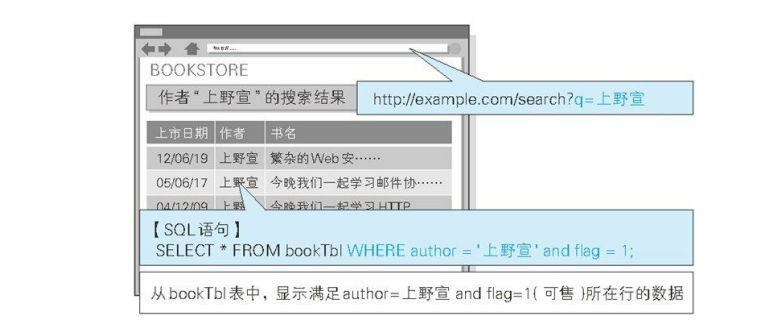 BOOKSTORE
作者“上野宣”的搜索结果
http://example.com/search?q=上野宣
上市日期 作者 书名
12/06/19 上野宣 繁杂的Web安……
05/06/17 上野宣 今晚我们一起学习邮件协……
04/12/09 上野宣 今晚我们一起学习HTTP
【SQL语句】
SELECT * FROM bookTbl WHERE author = '上野宣' and flag = 1;
从bookTbl表中，显示满足author=上野宣 and flag=1( 可售 )所在行的数据